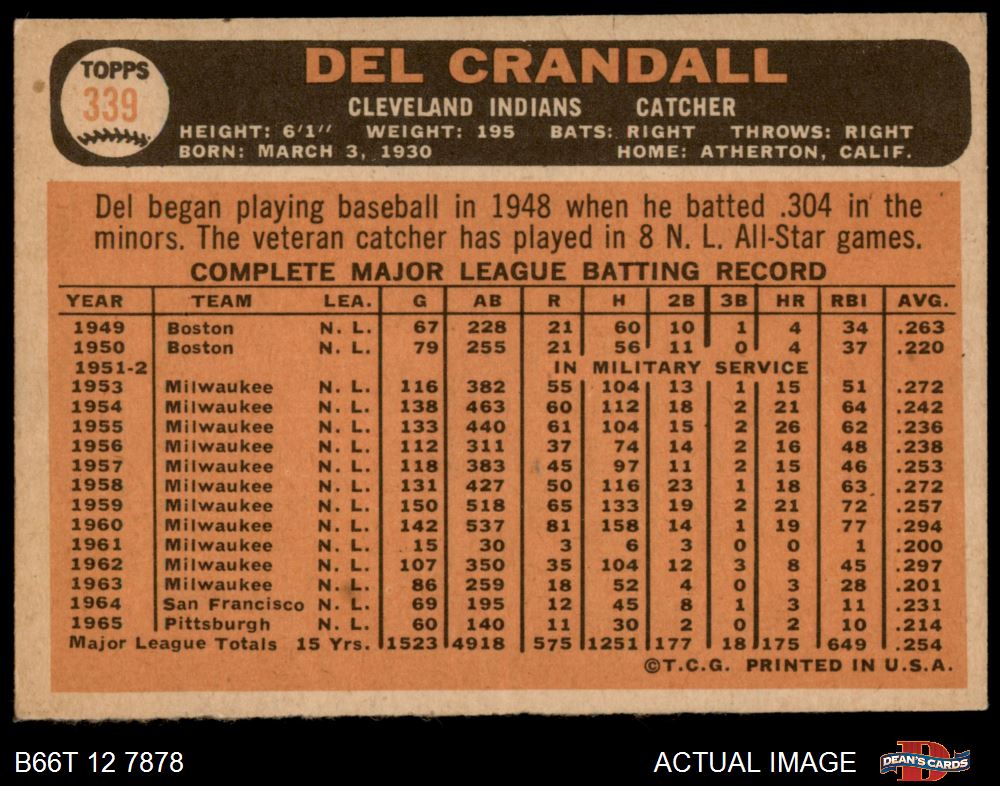 TOPPS
339
DEL CRANDALL
CLEVELAND INDIANS CATCHER
HEIGHT: 6'1" WEIGHT: 195 BATS: RIGHT THROWS: RIGHT
BORN: MARCH 3, 1930 HOME: ATHERTON, CALIF.
Del began playing baseball in 1948 when he batted .304 in the
minors. The veteran catcher has played in 8 N. L. All-Star games.
COMPLETE MAJOR LEAGUE BATTING RECORD
YEAR TEAM LEA. G AB R H 2B 3B HR RBI AVG.
1949 Boston N. L. 67 228 21 60 10 1 4 34 .263
1950 Boston N. L. 79 255 21 56 11 0 4 37 .220
1951-2 IN MILITARY SERVICE
1953 Milwaukee N. L. 116 382 55 104 13 1 15 51 .272
1954 Milwaukee N. L. 138 463 60 112 18 2 21 64 .242
1955 Milwaukee N. L. 133 440 61 104 15 2 26 62 .236
1956 Milwaukee N. L. 112 311 37 74 14 2 16 48 .238
1957 Milwaukee N. L. 118 383 45 97 11 2 15 46 .253
1958 Milwaukee N. L. 131 427 50 116 23 1 18 63 .272
1959 Milwaukee N. L. 150 518 65 133 19 2 21 72 .257
1960 Milwaukee N. L. 142 537 81 158 14 1 19 77 .294
1961 Milwaukee N. L. 15 30 3 6 3 0 0 1 .200
1962 Milwaukee N. L. 107 350 35 104 12 3 8 45 .297
1963 Milwaukee N. L. 86 259 18 52 4 0 3 28 .201
1964 San Francisco N. L. 69 195 12 45 8 1 3 11 .231
1965 Pittsburgh N. L. 60 140 11 30 2 0 2 10 .214
Major League Totals 15 Yrs. 1523 4918 575 1251 177 18 175 649 .254
©T.C.G. PRINTED IN U.S.A.
B66T 12 7878 ACTUAL IMAGE DEAN'S CARDS